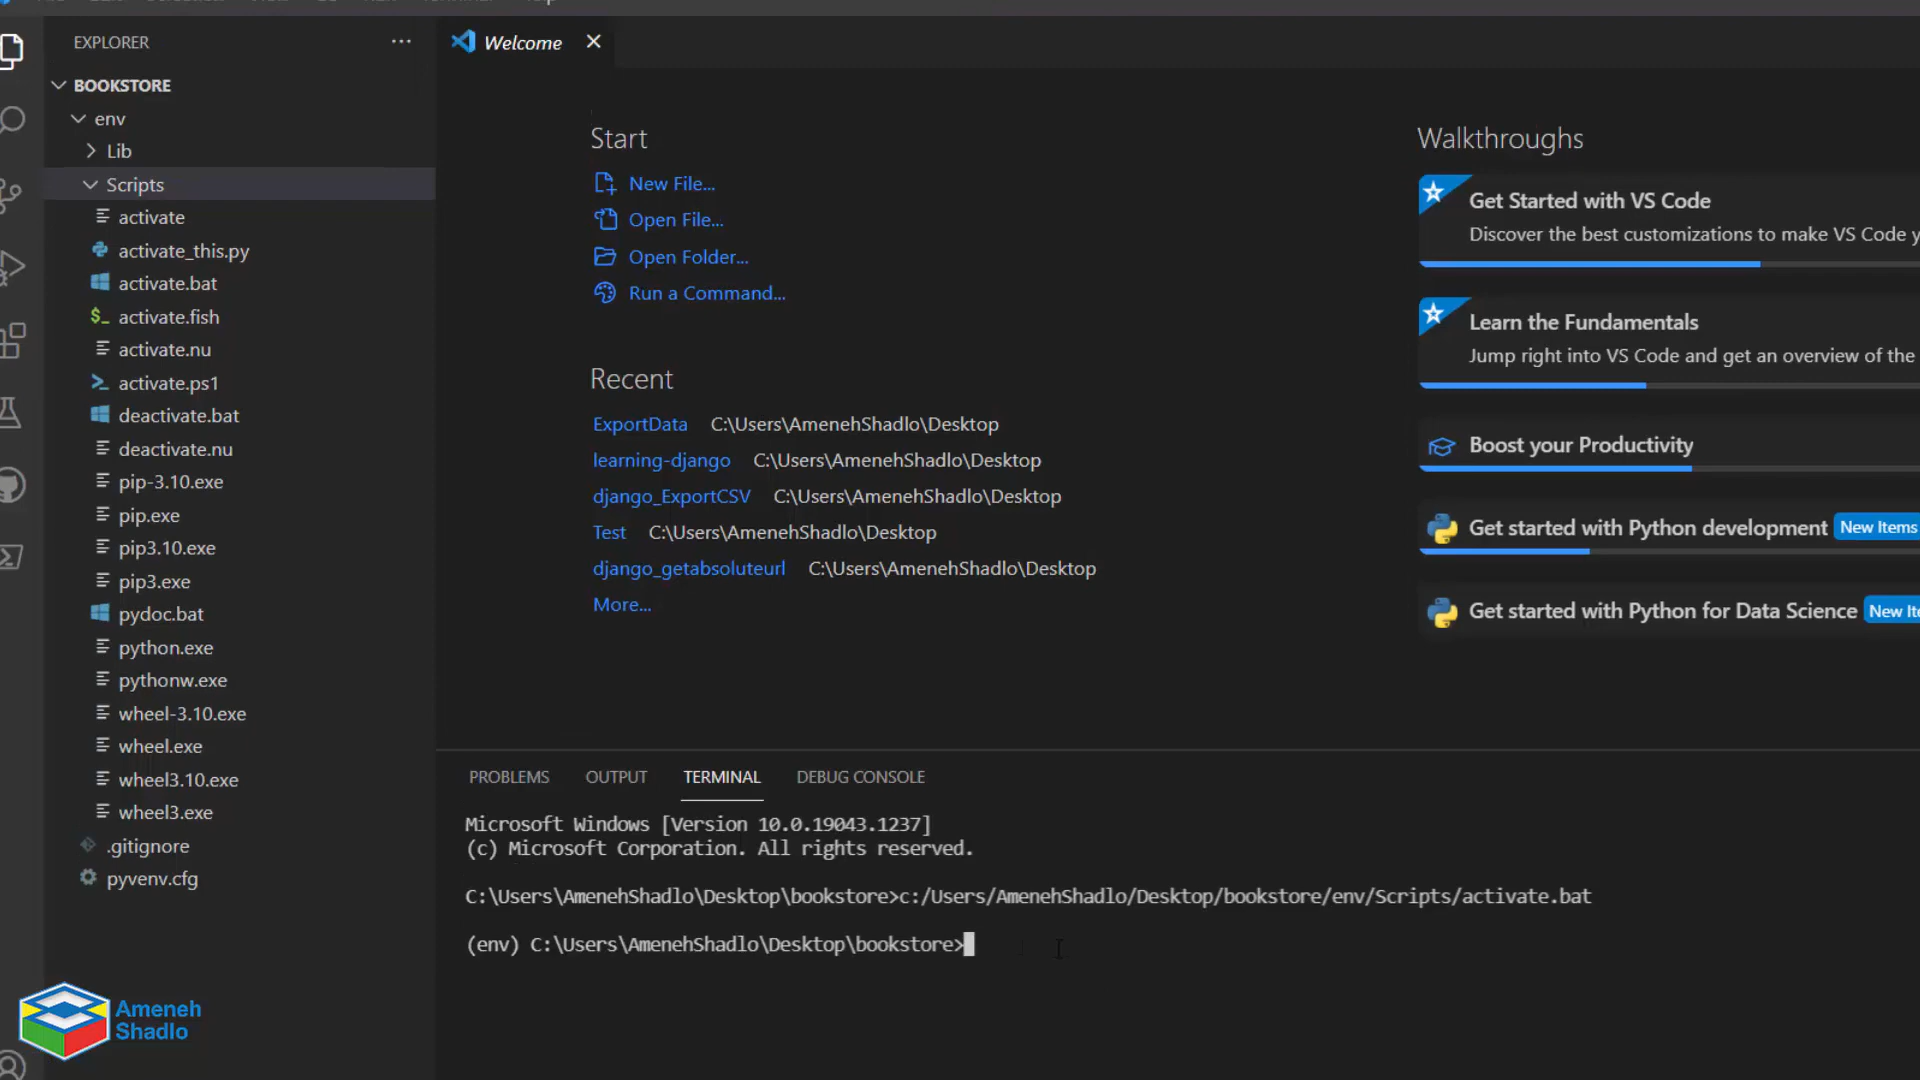 EXPLORER
BOOKSTORE
env
Lib
Scripts
activate
activate_this.py
activate.bat
activate.fish
activate.nu
activate.ps1
deactivate.bat
deactivate.nu
pip-3.10.exe
pip.exe
pip3.10.exe
pip3.exe
pydoc.bat
python.exe
pythonw.exe
wheel-3.10.exe
wheel.exe
wheel3.10.exe
wheel3.exe
.gitignore
pyvenv.cfg
Welcome
Start
New File...
Open File...
Open Folder...
Run a Command...
Recent
ExportData C:\Users\AmenehShadlo\Desktop
learning-django C:\Users\AmenehShadlo\Desktop
django_ExportCSV C:\Users\AmenehShadlo\Desktop
Test C:\Users\AmenehShadlo\Desktop
django_getabsoluteurl C:\Users\AmenehShadlo\Desktop
More...
Walkthroughs
Get Started with VS Code
Discover the best customizations to make VS Code
Learn the Fundamentals
Jump right into VS Code and get an overview of the
Boost your Productivity
Get started with Python development New Items
Get started with Python for Data Science New
PROBLEMS OUTPUT TERMINAL DEBUG CONSOLE
Microsoft Windows [Version 10.0.19043.1237]
(c) Microsoft Corporation. All rights reserved.
C:\Users\AmenehShadlo\Desktop\bookstore>c:/Users/AmenehShadlo/Desktop/bookstore/env/Scripts/activate.bat
(env) C:\Users\AmenehShadlo\Desktop\bookstore>
Ameneh
Shadlo